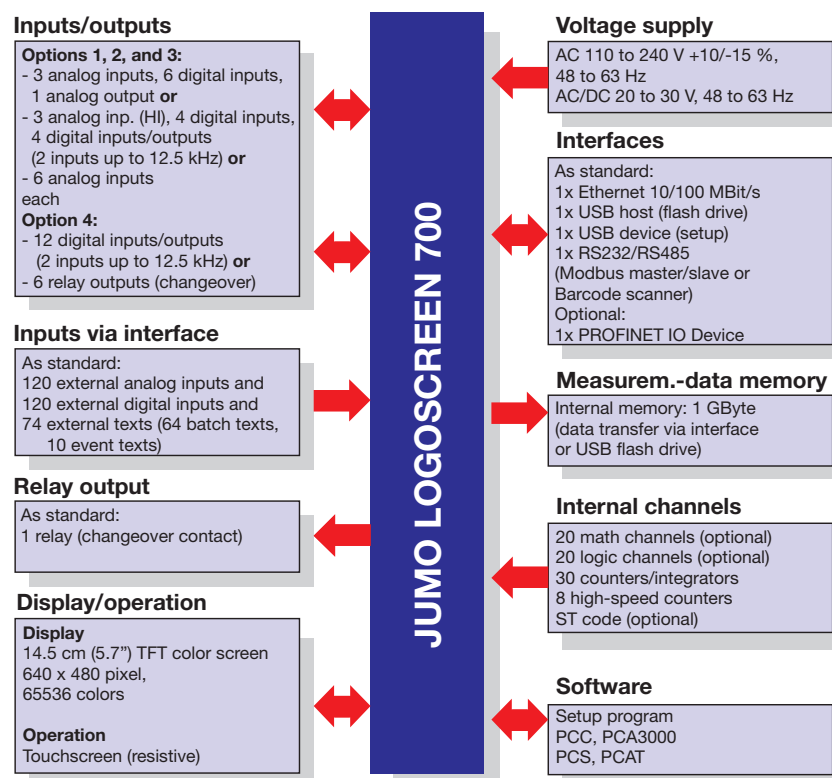 Inputs/outputs
Options 1, 2, and 3:
- 3 analog inputs, 6 digital inputs,
1 analog output or
- 3 analog inp. (HI), 4 digital inputs,
4 digital inputs/outputs
(2 inputs up to 12.5 kHz) or
- 6 analog inputs
each
Option 4:
- 12 digital inputs/outputs
(2 inputs up to 12.5 kHz) or
- 6 relay outputs (changeover)
Inputs via interface
As standard:
120 external analog inputs and
120 external digital inputs and
74 external texts (64 batch texts,
10 event texts)
Relay output
As standard:
1 relay (changeover contact)
Display/operation
Display
14.5 cm (5.7”) TFT color screen
640 x 480 pixel,
65536 colors
Operation
Touchscreen (resistive)
JUMO LOGOSCREEN 700
Voltage supply
AC 110 to 240 V +10/-15 %,
48 to 63 Hz
AC/DC 20 to 30 V, 48 to 63 Hz
Interfaces
As standard:
1x Ethernet 10/100 MBit/s
1x USB host (flash drive)
1x USB device (setup)
1x RS232/RS485
(Modbus master/slave or
Barcode scanner)
Optional:
1x PROFINET IO Device
Measurem.-data memory
Internal memory: 1 GByte
(data transfer via interface
or USB flash drive)
Internal channels
20 math channels (optional)
20 logic channels (optional)
30 counters/integrators
8 high-speed counters
ST code (optional)
Software
Setup program
PCC, PCA3000
PCS, PCAT